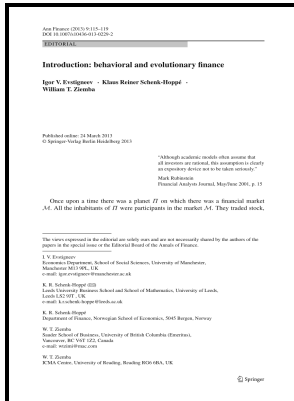 Ann Finance (2013) 9:115–119
DOI 10.1007/s10436-013-0229-2
EDITORIAL
Introduction: behavioral and evolutionary finance
Igor V. Evstigneev · Klaus Reiner Schenk-Hoppé ·
William T. Ziemba
Published online: 24 March 2013
© Springer-Verlag Berlin Heidelberg 2013
"Although academic models often assume that
all investors are rational, this assumption is clearly
an expository device not to be taken seriously."
Mark Rubinstein
Financial Analysts Journal, May/June 2001, p. 15
Once upon a time there was a planet Π on which there was a financial market
M. All the inhabitants of Π were participants in the market M. They traded stock,
The views expressed in the editorial are solely ours and are not necessarily shared by the authors of the
papers in the special issue or the Editorial Board of the Annals of Finance.
I. V. Evstigneev
Economics Department, School of Social Sciences, University of Manchester,
Manchester M13 9PL, UK
e-mail: igor.evstigneev@manchester.ac.uk
K. R. Schenk-Hoppé (✉)
Leeds University Business School and School of Mathematics, University of Leeds,
Leeds LS2 9JT, UK
e-mail: k.r.schenk-hoppe@leeds.ac.uk
K. R. Schenk-Hoppé
Department of Finance, Norwegian School of Economics, 5045 Bergen, Norway
W. T. Ziemba
Sauder School of Business, University of British Columbia (Emeritus),
Vancouver, BC V6T 1Z2, Canada
e-mail: wtzimi@mac.com
W. T. Ziemba
ICMA Centre, University of Reading, Reading RG6 6BA, UK
Springer